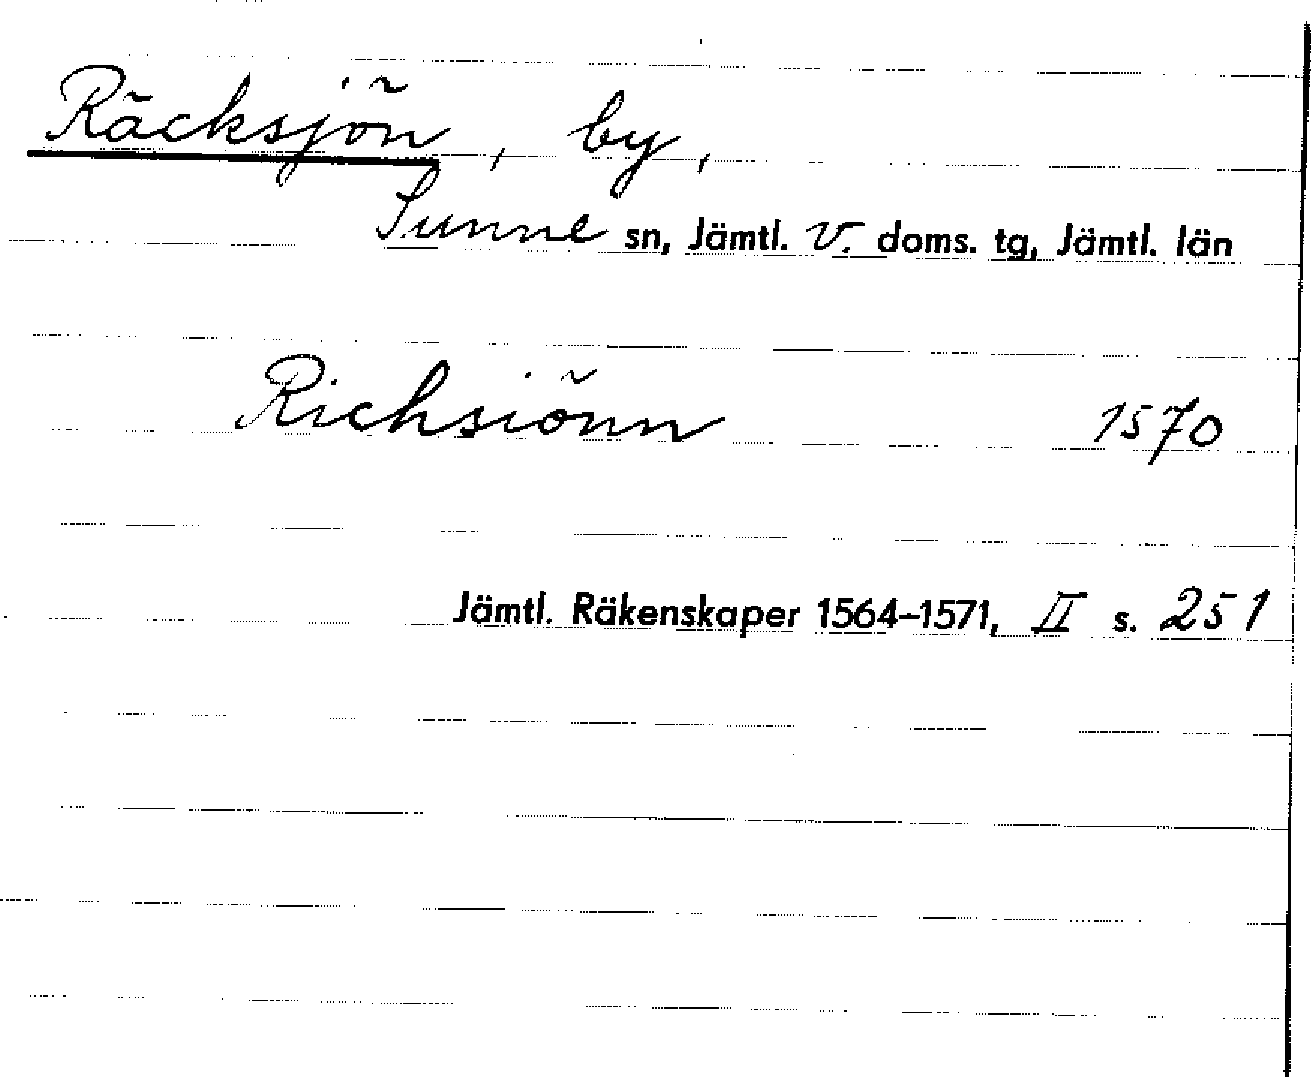 Räcksjön, by,
Sunne sn, Jämtl. V. doms. tg, Jämtl. län
Richsiönn 1570
Jämtl. Räkenskaper 1564–1571, II s. 251